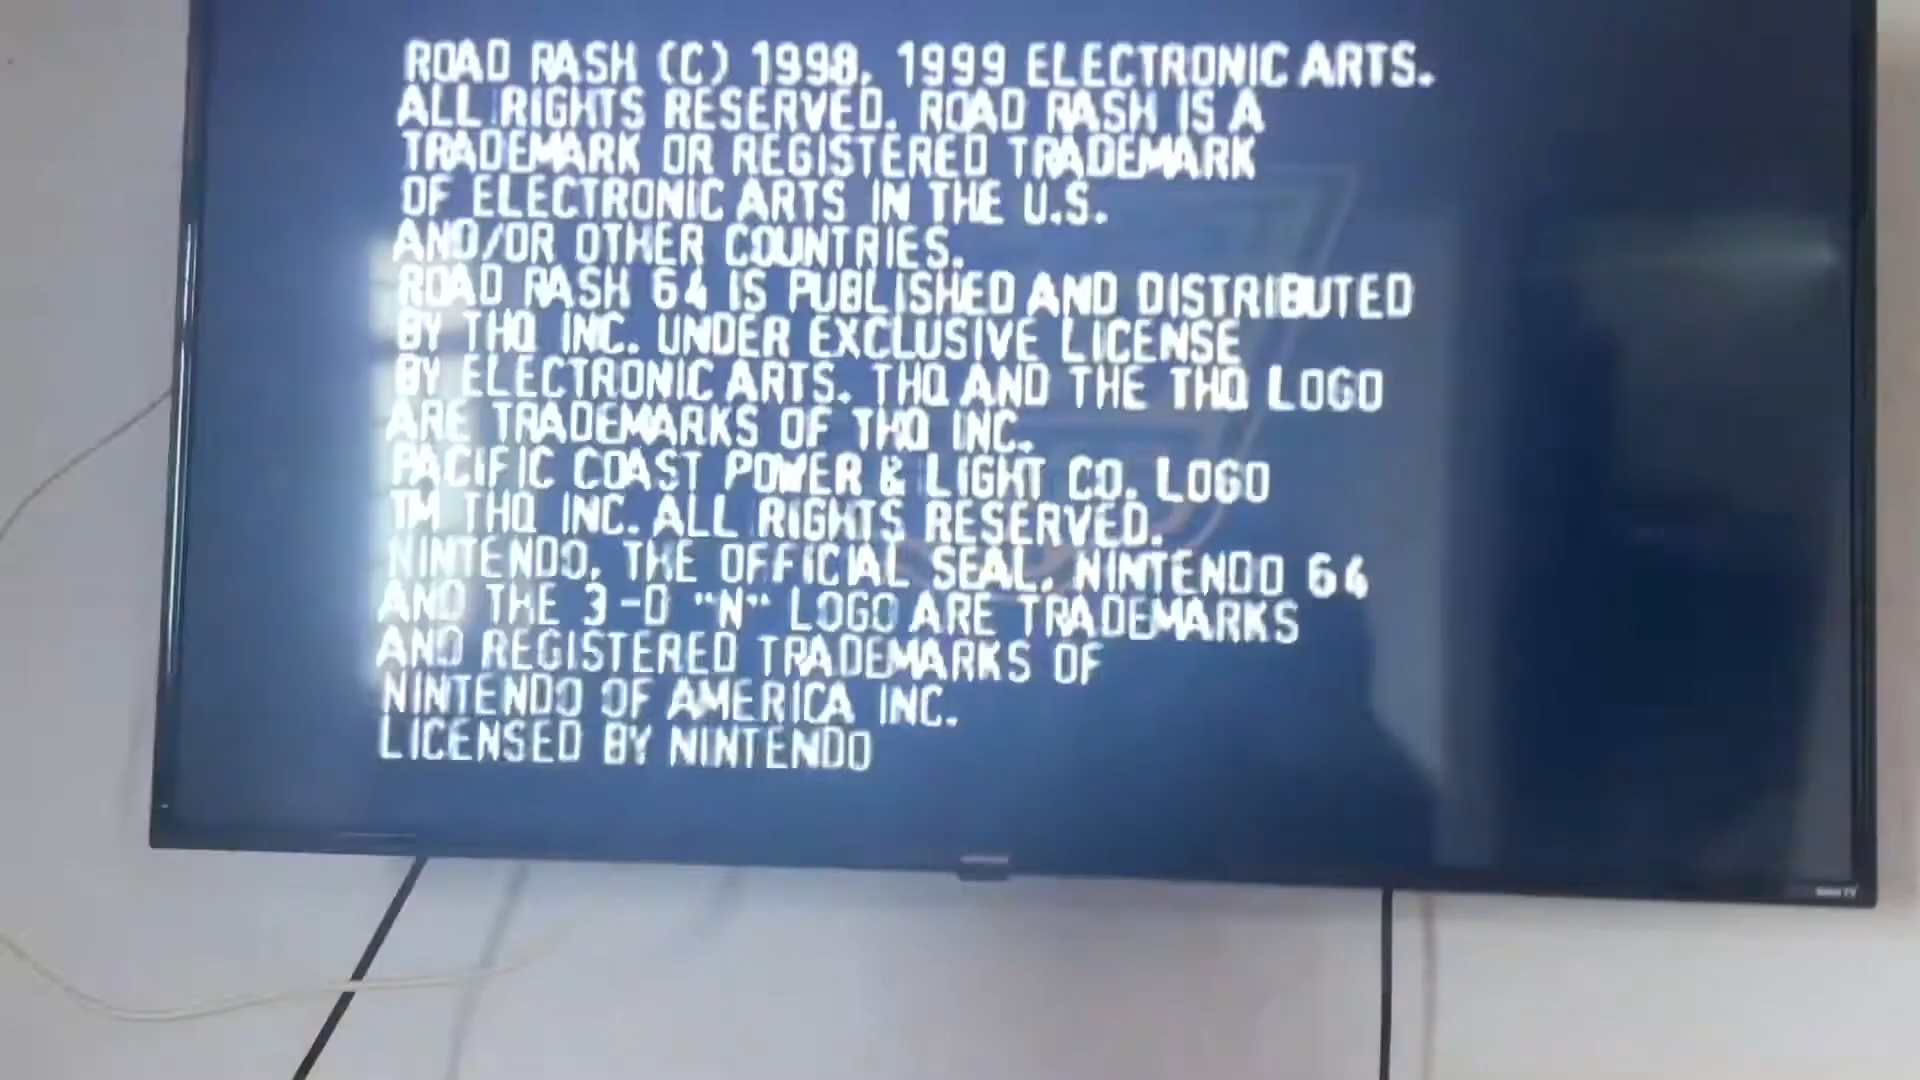 ROAD RASH (C) 1998, 1999 ELECTRONIC ARTS.
ALL RIGHTS RESERVED. ROAD RASH IS A
TRADEMARK OR REGISTERED TRADEMARK
OF ELECTRONIC ARTS IN THE U.S.
AND/OR OTHER COUNTRIES.
ROAD RASH 64 IS PUBLISHED AND DISTRIBUTED
BY THQ INC. UNDER EXCLUSIVE LICENSE
BY ELECTRONIC ARTS. THQ AND THE THQ LOGO
ARE TRADEMARKS OF THQ INC.
PACIFIC COAST POWER & LIGHT CO. LOGO
TM THQ INC. ALL RIGHTS RESERVED.
NINTENDO, THE OFFICIAL SEAL, NINTENDO 64
AND THE 3-D "N" LOGO ARE TRADEMARKS
AND REGISTERED TRADEMARKS OF
NINTENDO OF AMERICA INC.
LICENSED BY NINTENDO